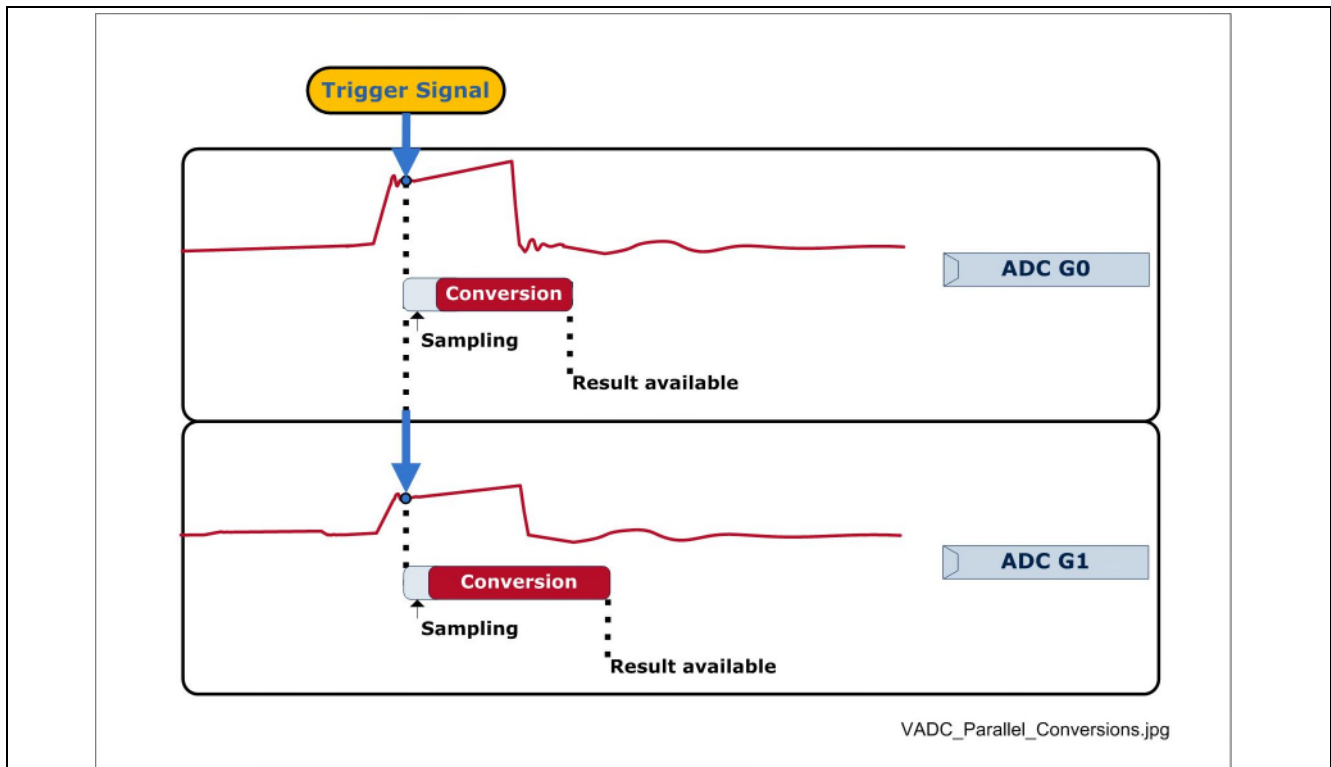 Trigger Signal
ADC G0
Conversion
Sampling
Result available
ADC G1
Conversion
Sampling
Result available
VADC_Parallel_Conversions.jpg